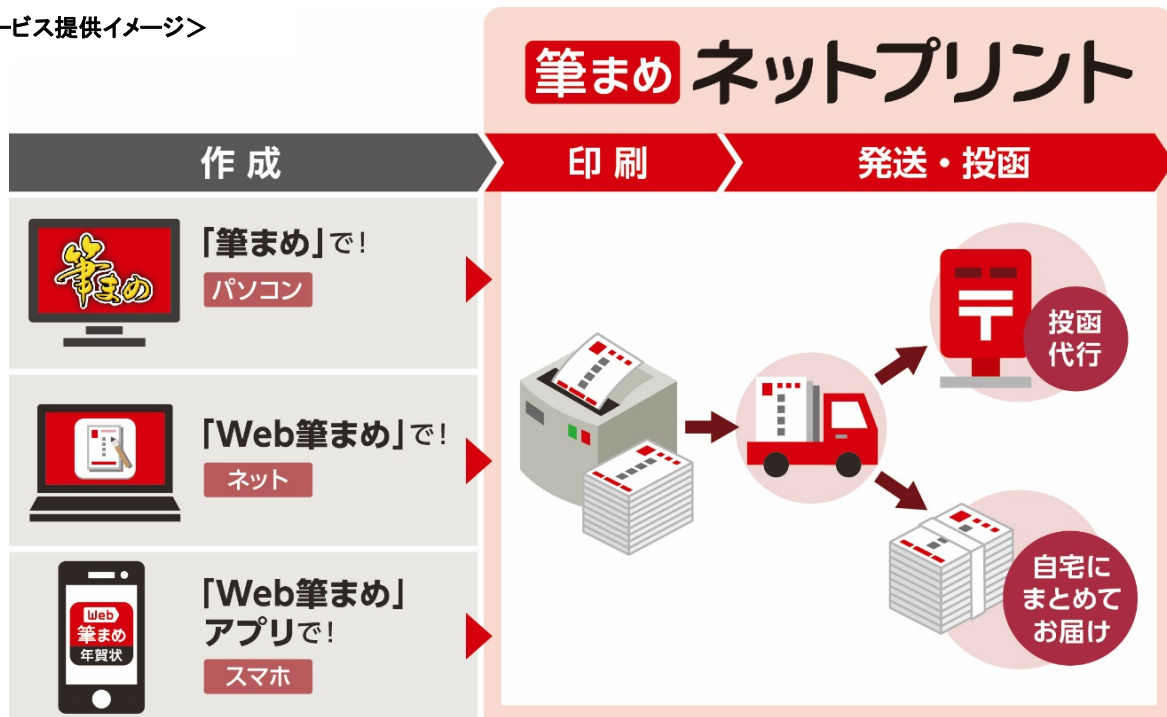 ービス提供イメージ＞
筆まめ ネットプリント
作成
印刷
発送・投函
筆まめ
「筆まめ」で!
パソコン
「Web筆まめ」で!
ネット
Web
筆まめ
年賀状
「Web筆まめ」
アプリで!
スマホ
〒
投函
代行
自宅に
まとめて
お届け